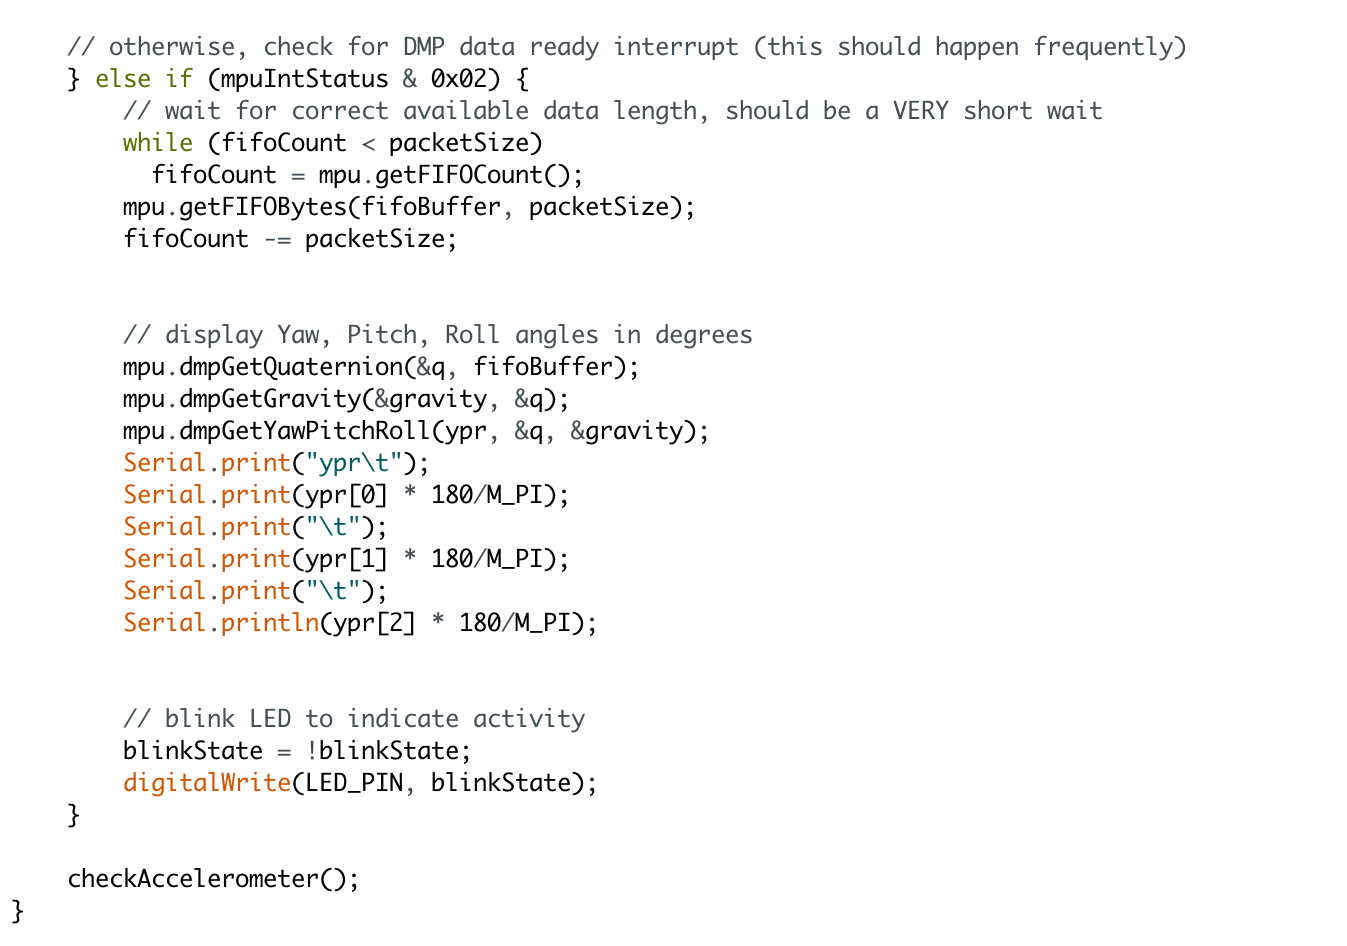 // otherwise, check for DMP data ready interrupt (this should happen frequently)
} else if (mpuIntStatus & 0x02) {
// wait for correct available data length, should be a VERY short wait
while (fifoCount < packetSize)
fifoCount = mpu.getFIFOCount();
mpu.getFIFOBytes(fifoBuffer, packetSize);
fifoCount -= packetSize;
// display Yaw, Pitch, Roll angles in degrees
mpu.dmpGetQuaternion(&q, fifoBuffer);
mpu.dmpGetGravity(&gravity, &q);
mpu.dmpGetYawPitchRoll(ypr, &q, &gravity);
Serial.print("ypr\t");
Serial.print(ypr[0] * 180/M_PI);
Serial.print("\t");
Serial.print(ypr[1] * 180/M_PI);
Serial.print("\t");
Serial.println(ypr[2] * 180/M_PI);
// blink LED to indicate activity
blinkState = !blinkState;
digitalWrite(LED_PIN, blinkState);
}
checkAccelerometer();
}